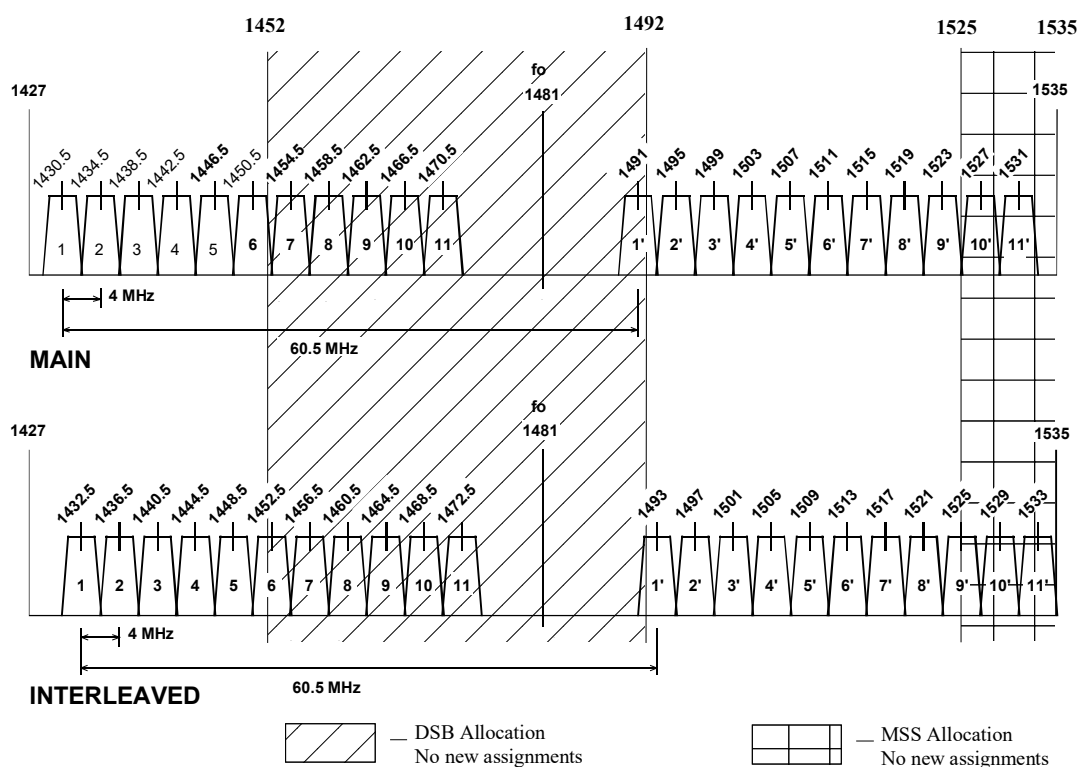 1452 1492 1525 1535
fo
1427 1481 1535
1430.5 1434.5 1438.5 1442.5 1446.5 1450.5 1454.5 1458.5 1462.5 1466.5 1470.5 1491 1495 1499 1503 1507 1511 1515 1519 1523 1527 1531
1 2 3 4 5 6 7 8 9 10 11 1' 2' 3' 4' 5' 6' 7' 8' 9' 10' 11'
4 MHz
60.5 MHz
MAIN
fo
1427 1481 1535
1432.5 1436.5 1440.5 1444.5 1448.5 1452.5 1456.5 1460.5 1464.5 1468.5 1472.5 1493 1497 1501 1505 1509 1513 1517 1521 1525 1529 1533
1 2 3 4 5 6 7 8 9 10 11 1' 2' 3' 4' 5' 6' 7' 8' 9' 10' 11'
4 MHz
60.5 MHz
INTERLEAVED
— DSB Allocation
No new assignments
— MSS Allocation
No new assignments